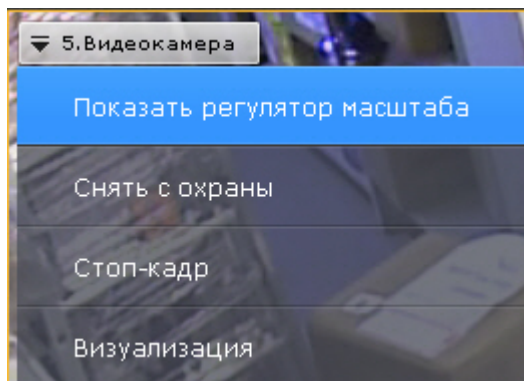 5.Видеокамера
Показать регулятор масштаба
Снять с охраны
Стоп-кадр
Визуализация